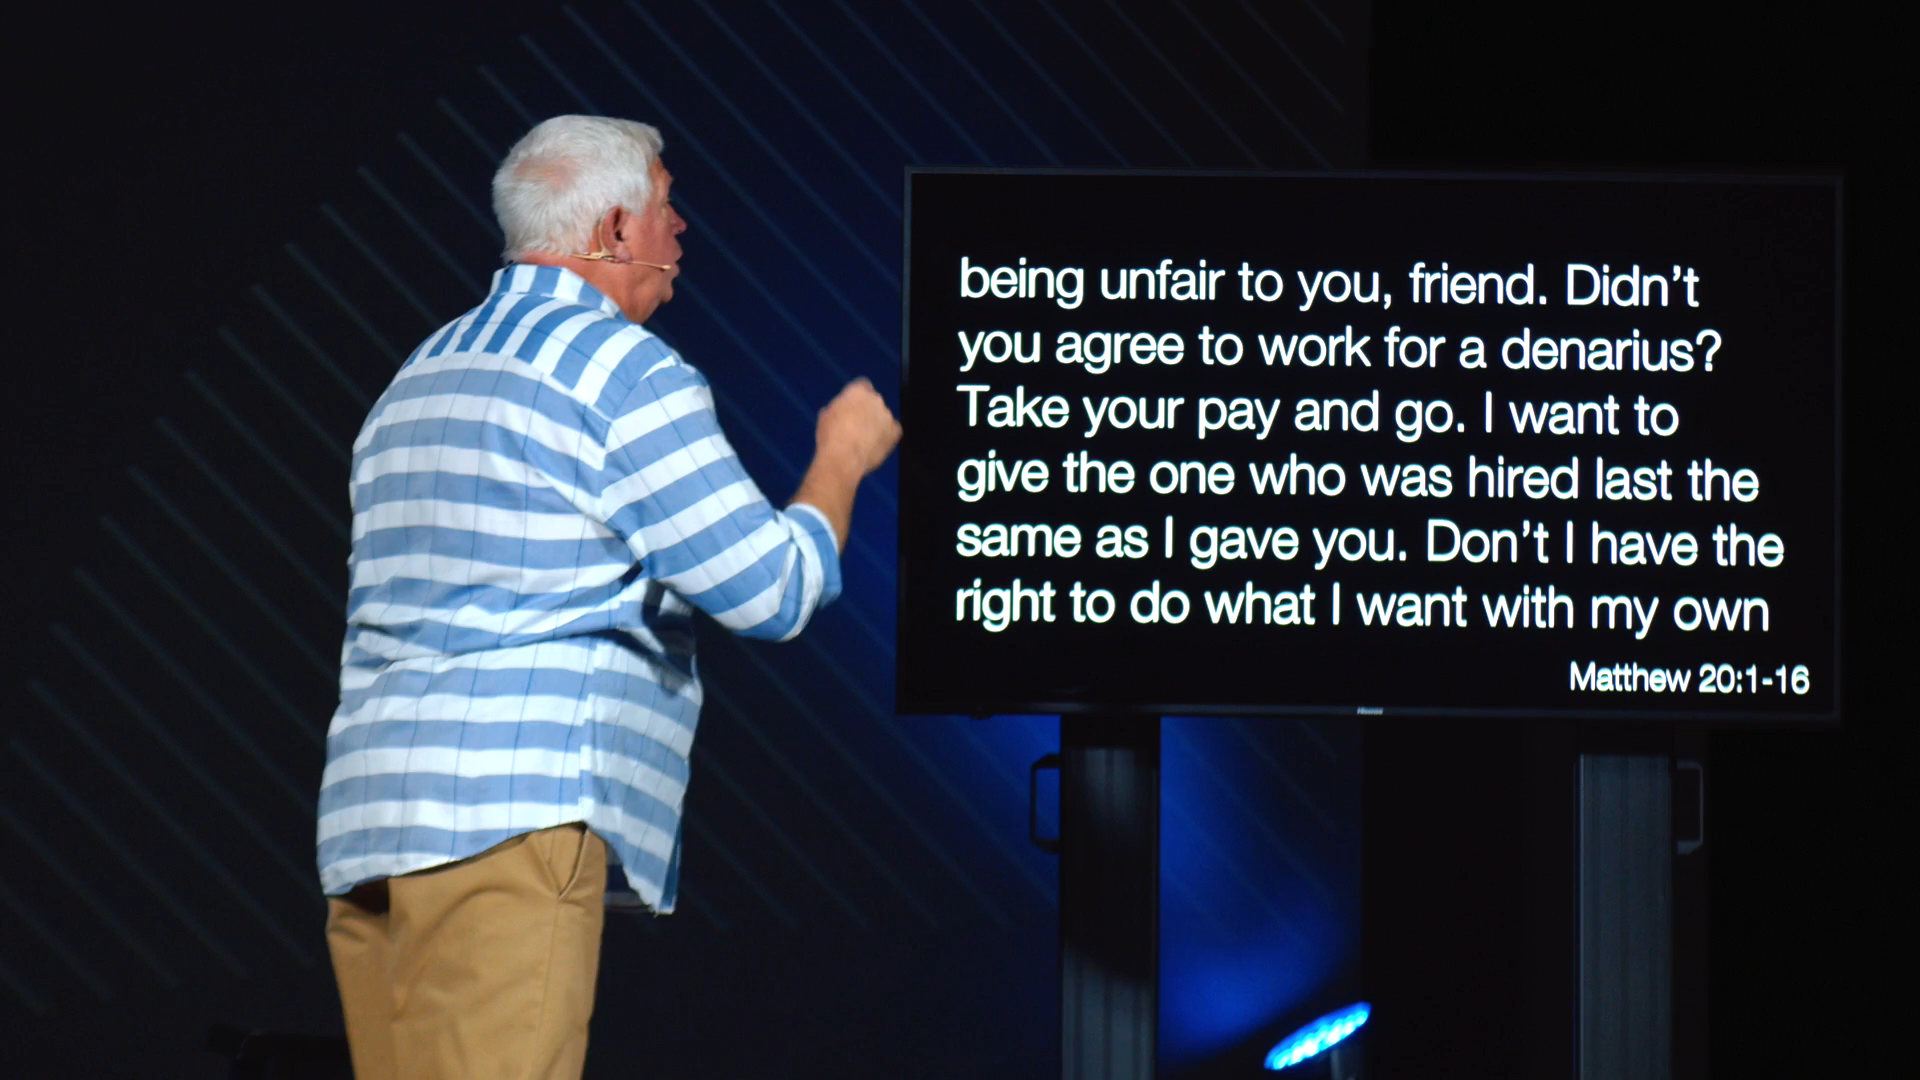 being unfair to you, friend. Didn’t
you agree to work for a denarius?
Take your pay and go. I want to
give the one who was hired last the
same as I gave you. Don’t I have the
right to do what I want with my own
Matthew 20:1-16